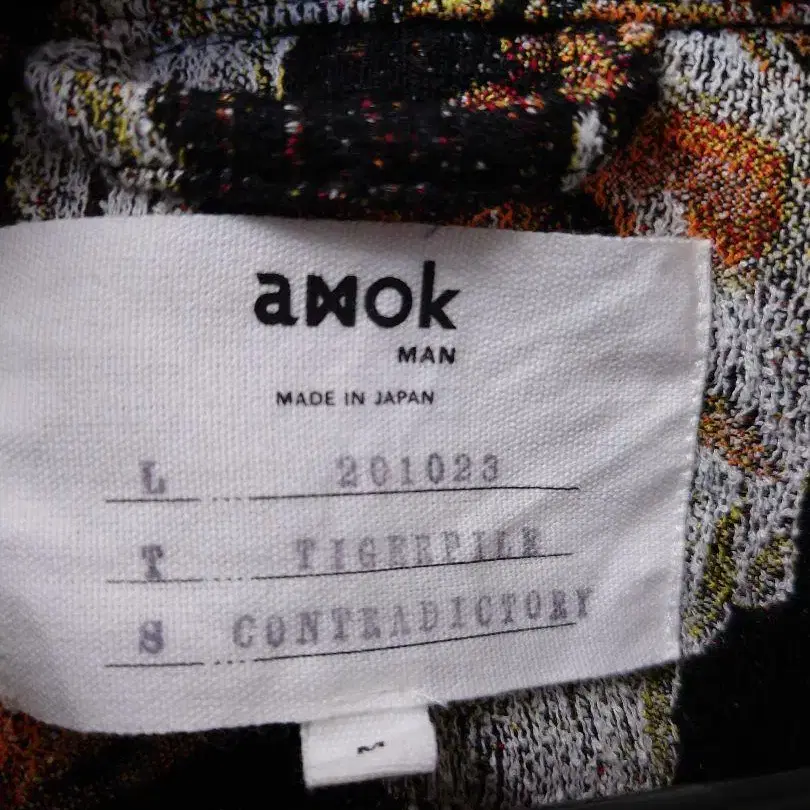 amok
MAN
MADE IN JAPAN
L 201023
T TIGERPILE
S CONTRADICTORY